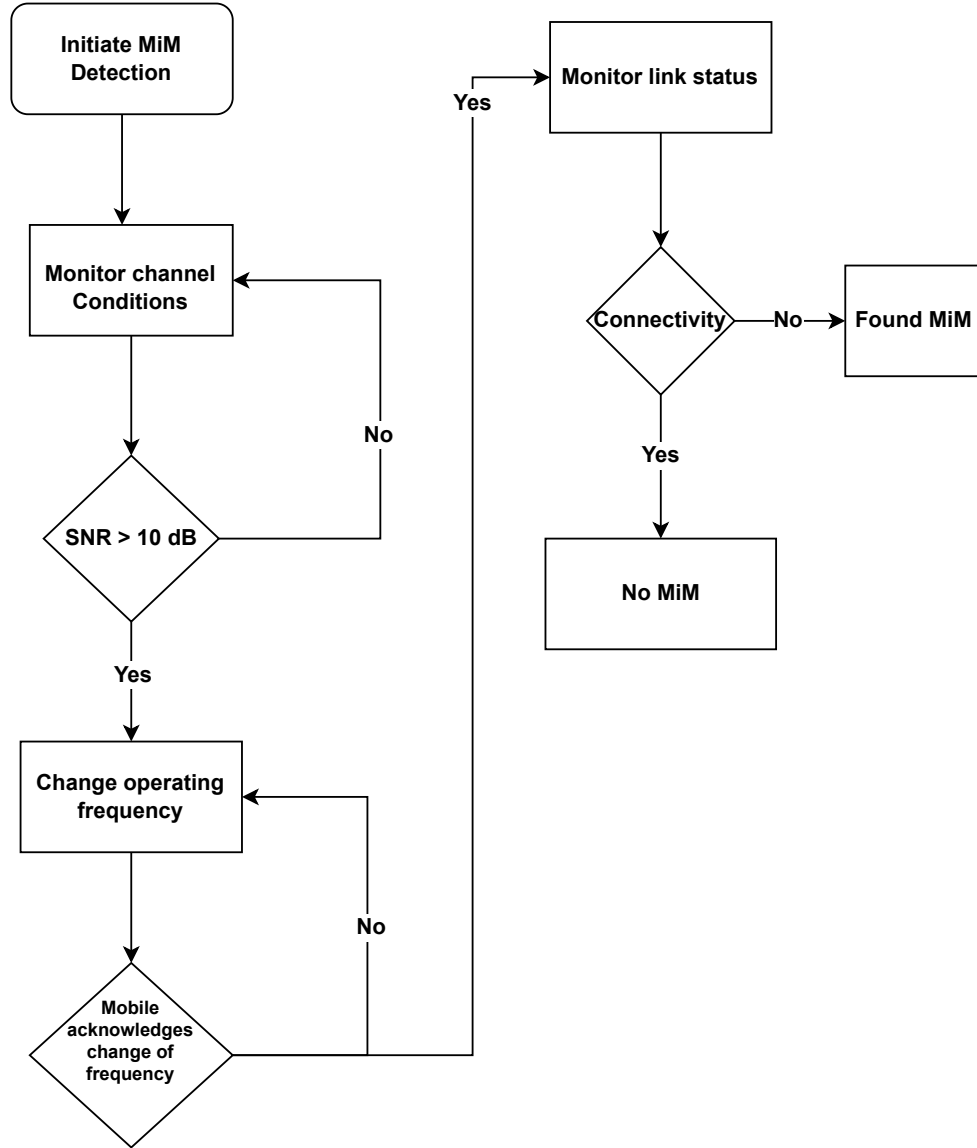 Initiate MiM
Detection
Monitor channel
Conditions
No
SNR > 10 dB
Yes
Change operating
frequency
No
Mobile
acknowledges
change of
frequency
Yes
Monitor link status
Connectivity
No
Found MiM
Yes
No MiM